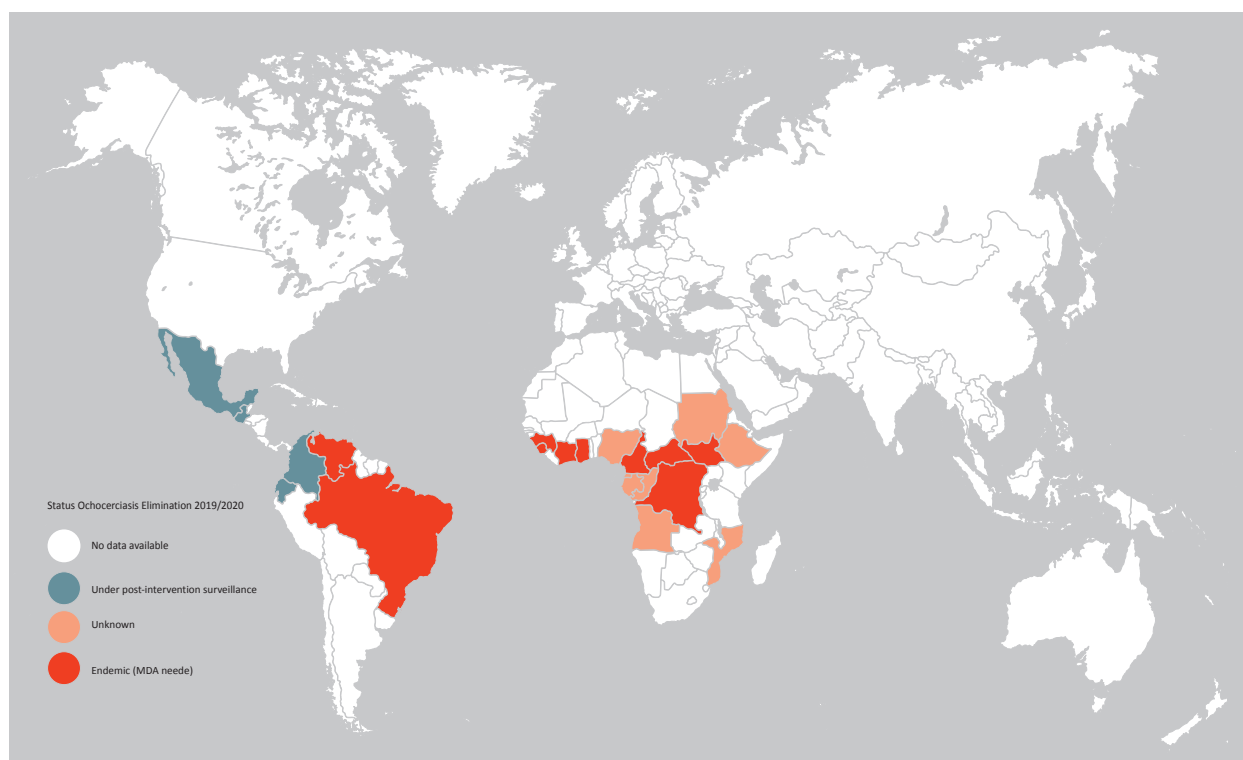 Status Ochocerciasis Elimination 2019/2020
No data available
Under post-intervention surveillance
Unknown
Endemic (MDA neede)